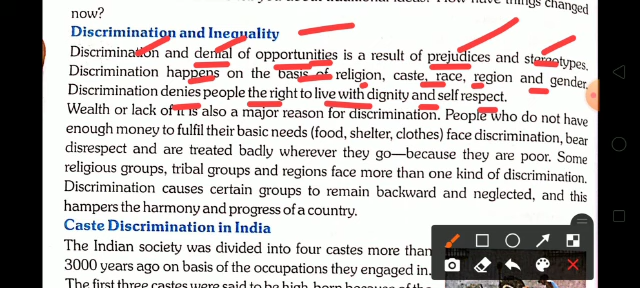 now?
Discrimination and Inequality
Discrimination and denial of opportunities is a result of prejudices and stereotypes.
Discrimination happens on the basis of religion, caste, race, region and gender.
Discrimination denies people the right to live with dignity and self respect.
Wealth or lack of it is also a major reason for discrimination. People who do not have
enough money to fulfil their basic needs (food, shelter, clothes) face discrimination, bear
disrespect and are treated badly wherever they go—because they are poor. Some
religious groups, tribal groups and regions face more than one kind of discrimination.
Discrimination causes certain groups to remain backward and neglected, and this
hampers the harmony and progress of a country.
Caste Discrimination in India
The Indian society was divided into four castes more than
3000 years ago on basis of the occupations they engaged in.
The first three castes were said to be high-born because of the